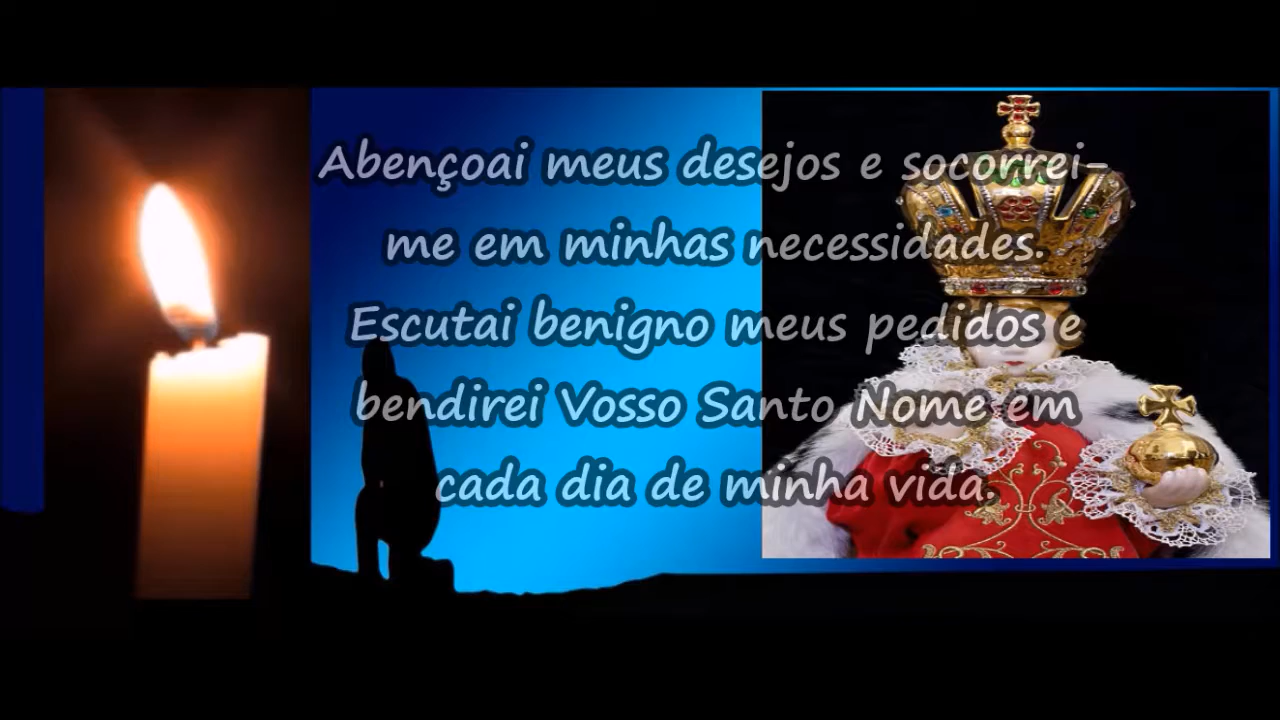 Abençoai meus desejos e socorrei-
me em minhas necessidades.
Escutai benigno meus pedidos e
bendirei Vosso Santo Nome em
cada dia de minha vida.